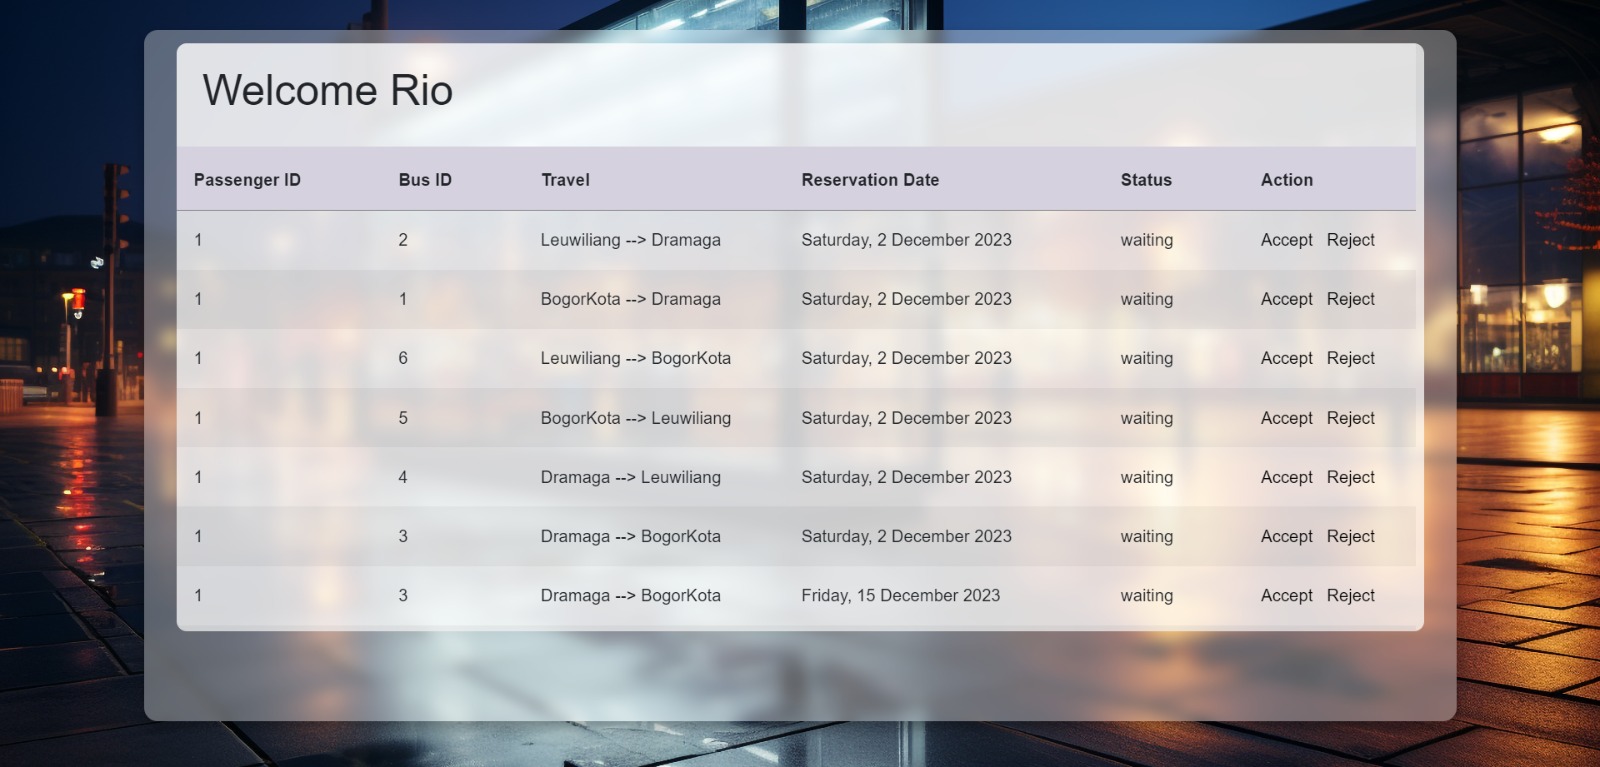 Welcome Rio
Passenger ID Bus ID Travel Reservation Date Status Action
1 2 Leuwiliang --> Dramaga Saturday, 2 December 2023 waiting Accept Reject
1 1 BogorKota --> Dramaga Saturday, 2 December 2023 waiting Accept Reject
1 6 Leuwiliang --> BogorKota Saturday, 2 December 2023 waiting Accept Reject
1 5 BogorKota --> Leuwiliang Saturday, 2 December 2023 waiting Accept Reject
1 4 Dramaga --> Leuwiliang Saturday, 2 December 2023 waiting Accept Reject
1 3 Dramaga --> BogorKota Saturday, 2 December 2023 waiting Accept Reject
1 3 Dramaga --> BogorKota Friday, 15 December 2023 waiting Accept Reject